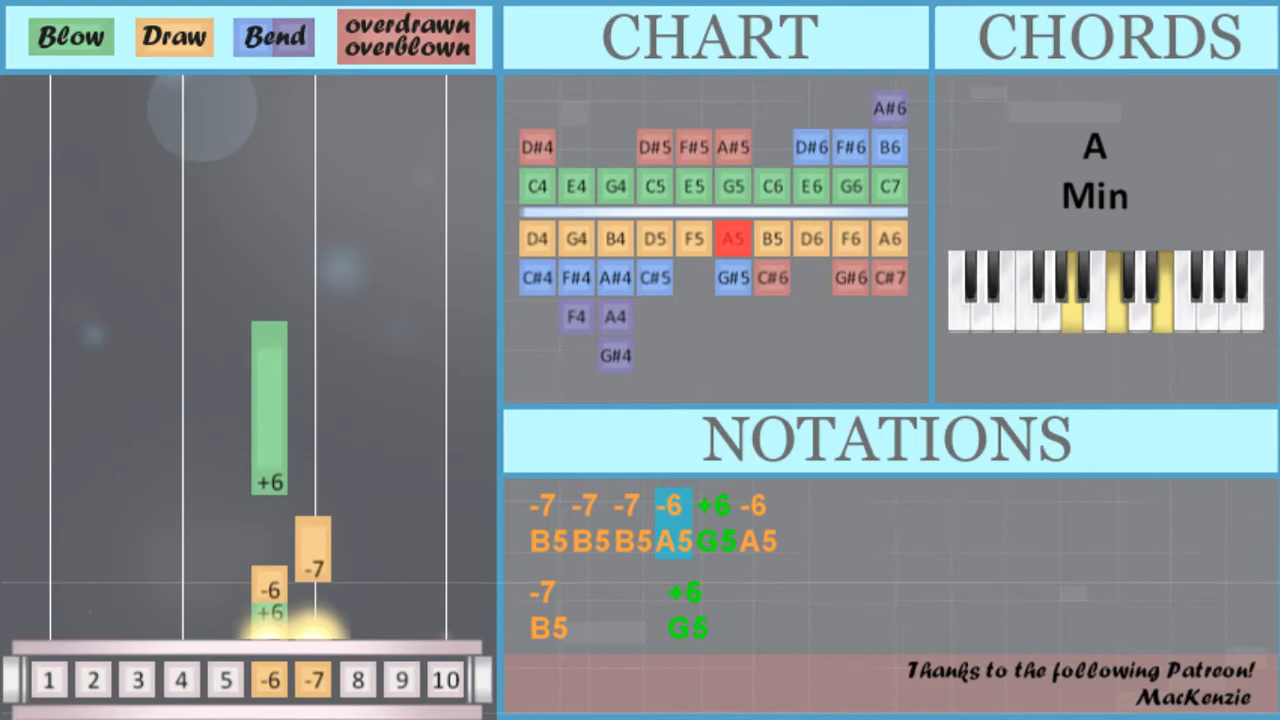 Blow Draw Bend overdrawn
overblown
CHART
CHORDS
A#6
D#4 D#5 F#5 A#5 D#6 F#6 B6
C4 E4 G4 C5 E5 G5 C6 E6 G6 C7
D4 G4 B4 D5 F5 A5 B5 D6 F6 A6
C#4 F#4 A#4 C#5 G#5 C#6 G#6 C#7
F4 A4
G#4
A
Min
+6
-7
-6
+6
1 2 3 4 5 -6 -7 8 9 10
NOTATIONS
-7 -7 -7 -6 +6 -6
B5 B5 B5 A5 G5 A5
-7 +6
B5 G5
Thanks to the following Patreon!
MacKenzie